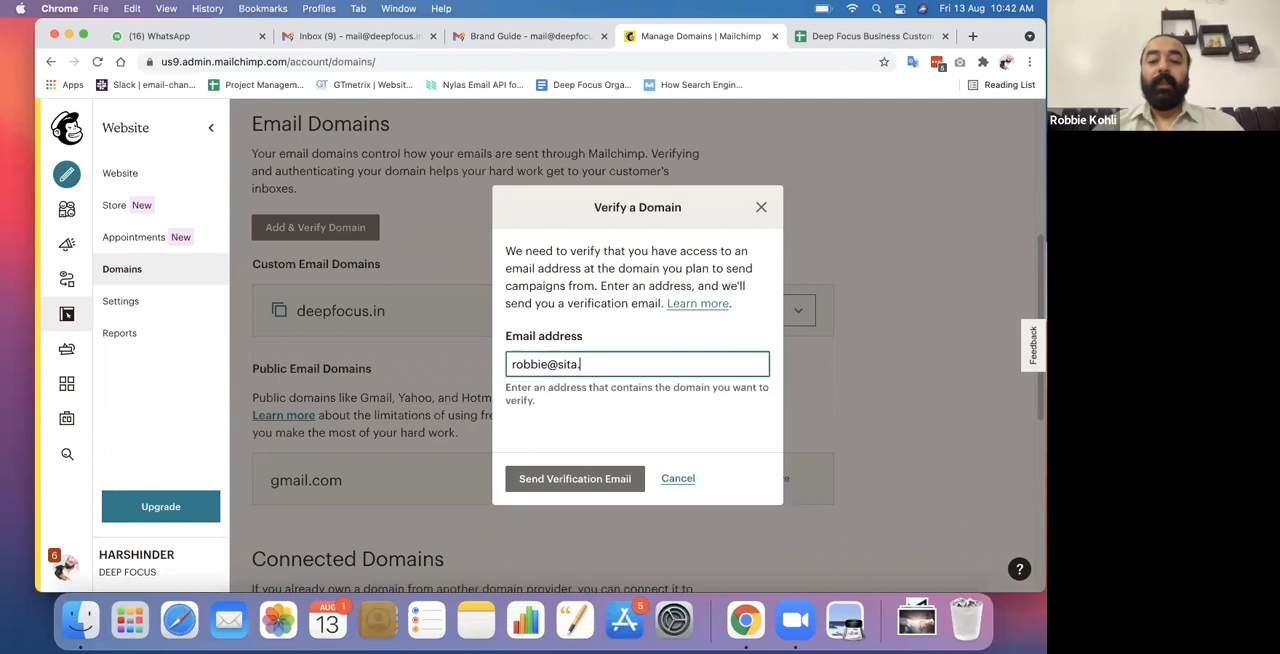 Chrome File Edit View History Bookmarks Profiles Tab Window Help Fri 13 Aug 10:42 AM
(16) WhatsApp Inbox (9) - mail@deepfocus.in Brand Guide - mail@deepfocu Manage Domains | Mailchimp Deep Focus Business Custom
us9.admin.mailchimp.com/account/domains/ 6
Apps Slack | email-chan... Project Managem... GT GTmetrix | Websit... Nylas Email API fo... Deep Focus Orga... How Search Engin... Reading List
Robbie Kohli
Website
Website
Store New
Appointments New
Domains
Settings
Reports
Upgrade
6
HARSHINDER
DEEP FOCUS
Email Domains
Your email domains control how your emails are sent through Mailchimp. Verifying
and authenticating your domain helps your hard work get to your customer's
inboxes.
Add & Verify Domain
Custom Email Domains
deepfocus.in
Public Email Domains
Public domains like Gmail, Yahoo, and Hotm
Learn more about the limitations of using fre
you make the most of your hard work.
gmail.com
Connected Domains
If you already own a domain from another domain provider, you can connect it to
Verify a Domain
We need to verify that you have access to an
email address at the domain you plan to send
campaigns from. Enter an address, and we'll
send you a verification email. Learn more.
Email address
robbie@sita.
Enter an address that contains the domain you want to
verify.
Send Verification Email Cancel
Feedback
?
AUG 1
13
5